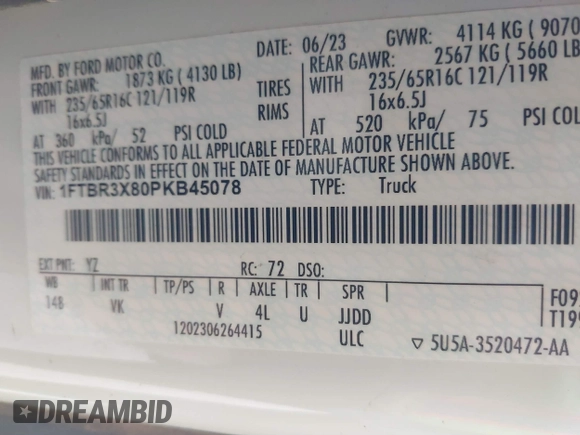 MFD. BY FORD MOTOR CO.
DATE: 06/23
GVWR: 4114 KG (9070
FRONT GAWR: 1873 KG ( 4130 LB)
REAR GAWR: 2567 KG ( 5660 LB)
WITH 235/65R16C 121/119R
TIRES
WITH 235/65R16C 121/119R
16x6.5J
RIMS
16x6.5J
AT 360 kPa/ 52 PSI COLD
AT 520 kPa/ 75 PSI COLD
THIS VEHICLE CONFORMS TO ALL APPLICABLE FEDERAL MOTOR VEHICLE
SAFETY STANDARDS IN EFFECT ON THE DATE OF MANUFACTURE SHOWN ABOVE.
VIN: 1FTBR3X80PKB45078
TYPE: Truck
EXT PNT: YZ
RC: 72 DSO:
WB INT TR TP/PS R AXLE TR SPR
148 VK V 4L U JJDD
1202306264415
ULC
F09
T199
▽ 5U5A-3520472-AA
DREAMBID